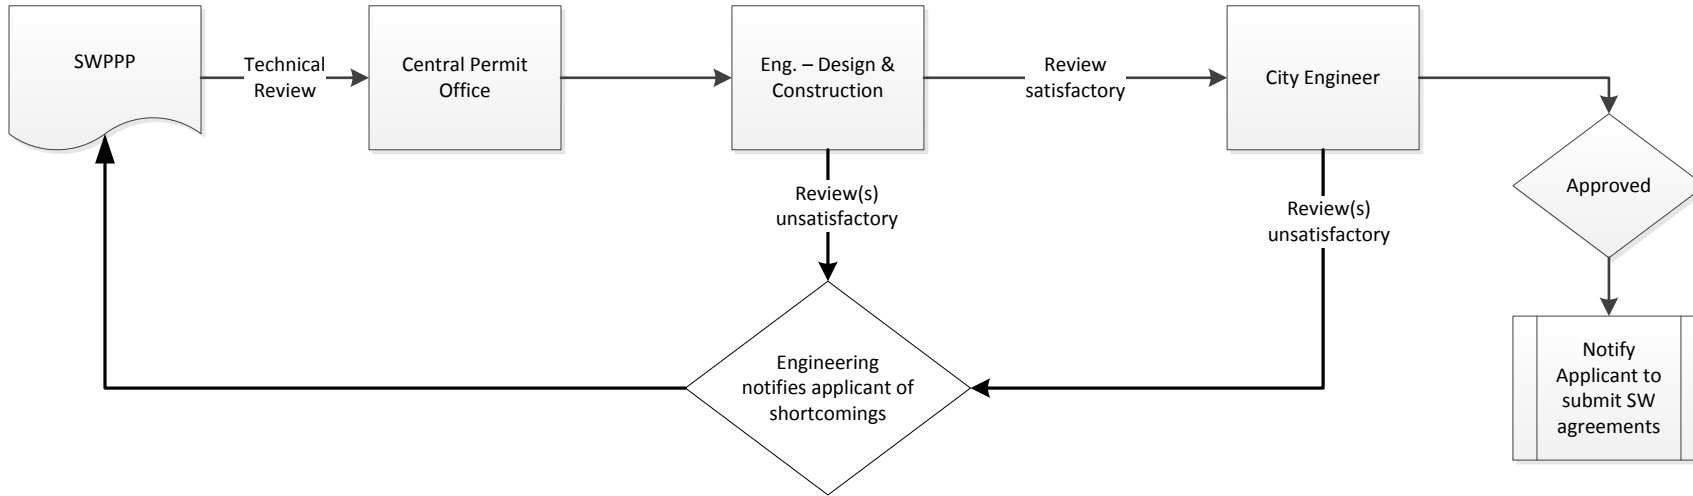 SWPPP
Technical
Review
Central Permit
Office
Eng. – Design &
Construction
Review
satisfactory
City Engineer
Approved
Review(s)
unsatisfactory
Review(s)
unsatisfactory
Engineering
notifies applicant of
shortcomings
Notify
Applicant to
submit SW
agreements